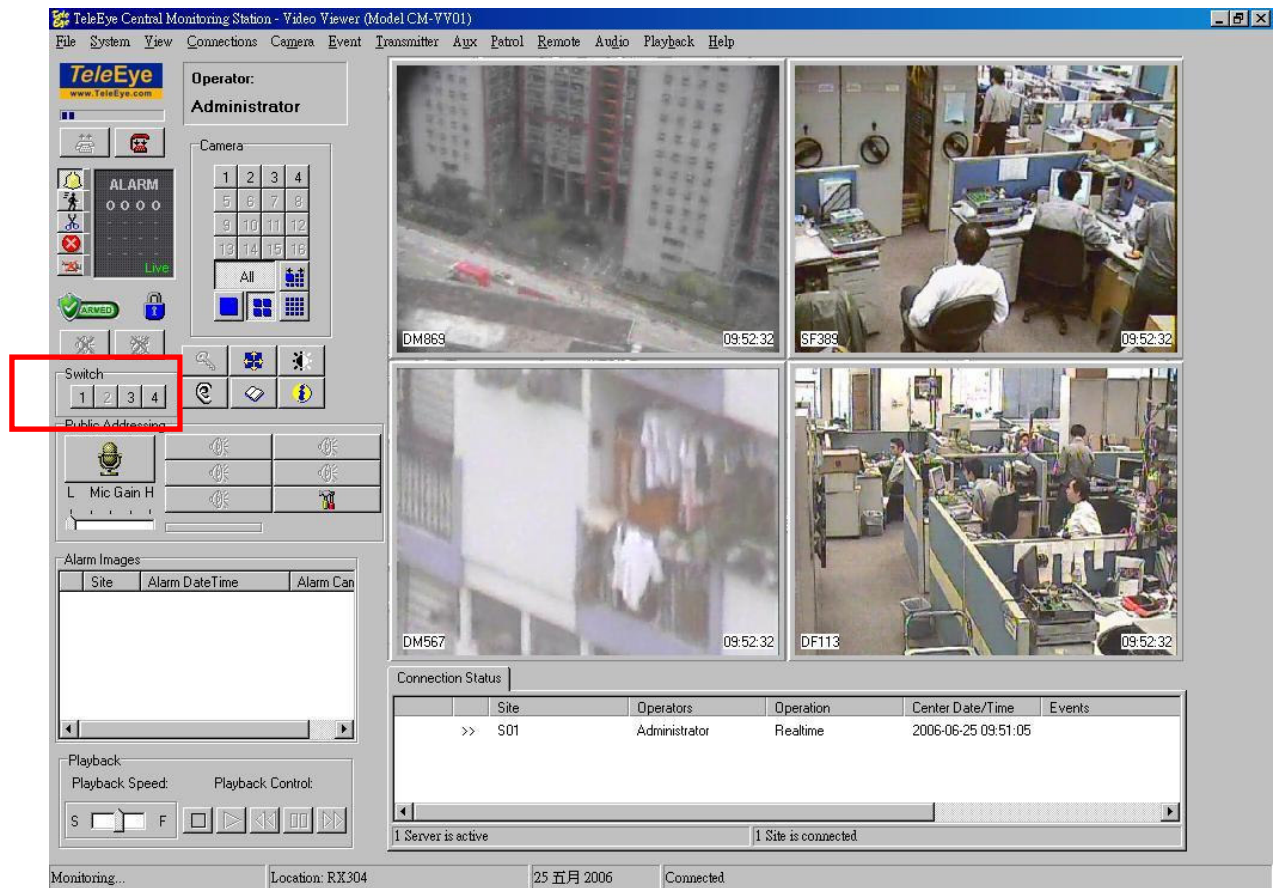 TeleEye Central Monitoring Station - Video Viewer (Model CM-VV01)
File System View Connections Camera Event Transmitter Aux Patrol Remote Audio Playback Help
TeleEye
www.TeleEye.com
Operator:
Administrator
Camera
1 2 3 4
5 6 7 8
9 10 11 12
13 14 15 16
All
ALARM
Live
ARMED
Switch
1 2 3 4
Public Addressing
L Mic Gain H
DM869 09:52:32
SF389 09:52:32
DM567 09:52:32
DF113 09:52:32
Alarm Images
Site Alarm DateTime Alarm Can
Connection Status
Site Operators Operation Center Date/Time Events
>> S01 Administrator Realtime 2006-06-25 09:51:05
Playback
Playback Speed: Playback Control:
S F
1 Server is active 1 Site is connected
Monitoring... Location: RX304 25 五月 2006 Connected